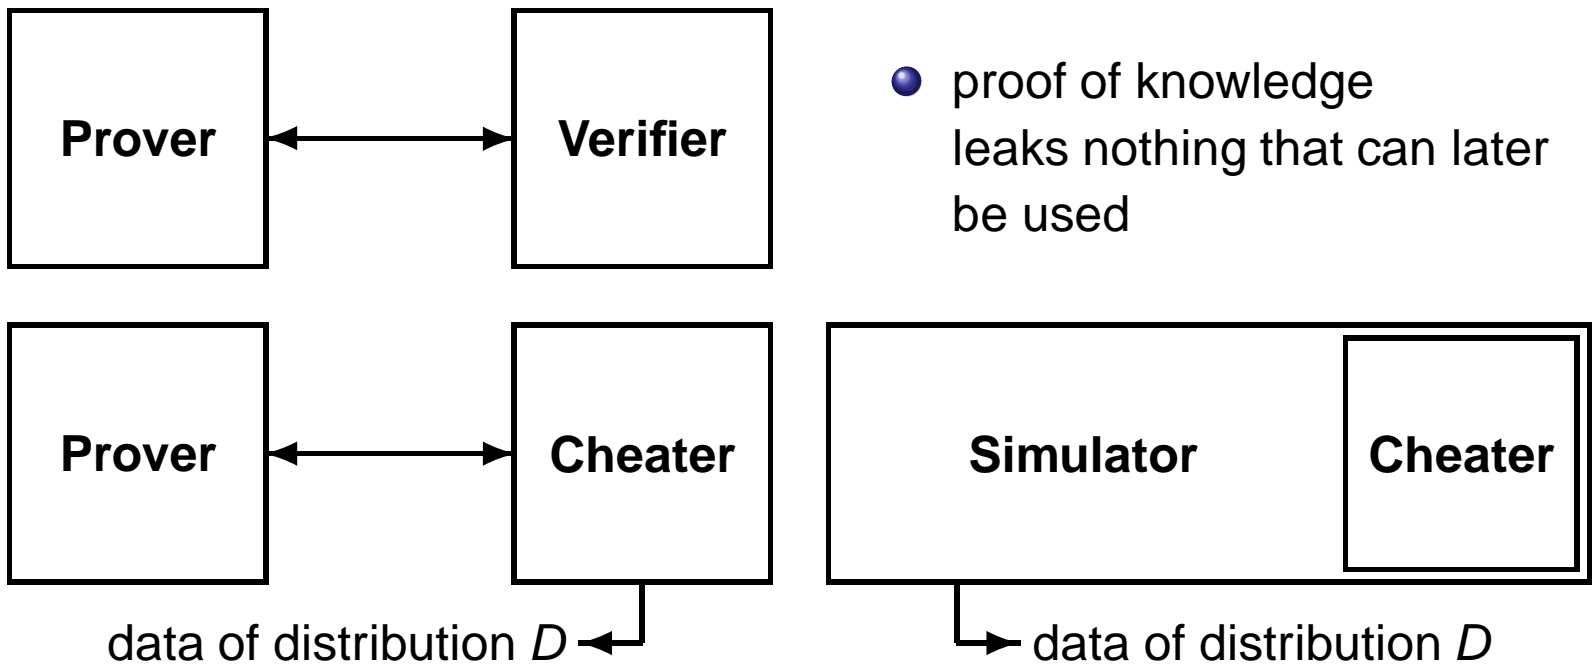 Prover
Verifier
proof of knowledge
leaks nothing that can later
be used
Prover
Cheater
Simulator
Cheater
data of distribution D
data of distribution D